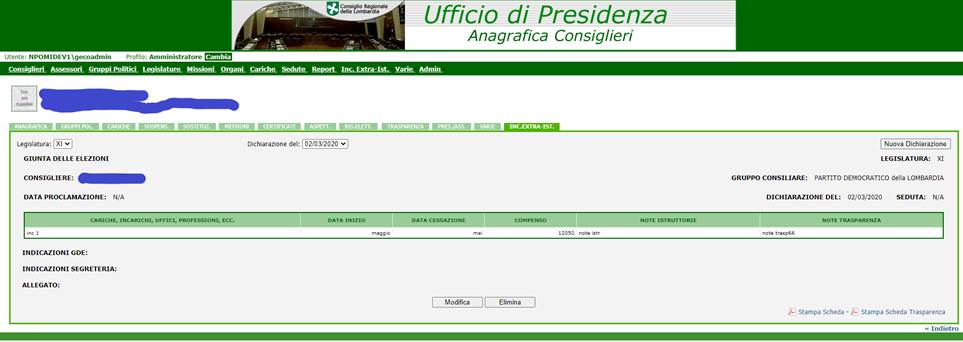 Consiglio Regionale
della Lombardia
Ufficio di Presidenza
Anagrafica Consiglieri
Utente: NPOMIDEV1\gecoadmin Profilo: Amministratore Cambia
Consiglieri Assessori Gruppi Politici Legislature Missioni Organi Cariche Sedute Report Inc. Extra-Ist. Varie Admin
ANAGRAFICA GRUPPI POL. CARICHE SOSPENS. SOSTITUZ. MISSIONI CERTIFICATI ASPETT. RIS.ELETT. TRASPARENZA PRES.ASS. VARIE INC.EXTRA-IST.
Legislatura: XI Dichiarazione del: 02/03/2020 Nuova Dichiarazione
GIUNTA DELLE ELEZIONI LEGISLATURA: XI
CONSIGLIERE: GRUPPO CONSILIARE: PARTITO DEMOCRATICO della LOMBARDIA
DATA PROCLAMAZIONE: N/A DICHIARAZIONE DEL: 02/03/2020 SEDUTA: N/A
CARICHE, INCARICHI, UFFICI, PROFESSIONI, ECC. DATA INIZIO DATA CESSAZIONE COMPENSO NOTE ISTRUTTORIE NOTE TRASPARENZA
inc 1 maggio mai 12050 note istr note trasp66
INDICAZIONI GDE:
INDICAZIONI SEGRETERIA:
ALLEGATO:
Modifica Elimina
Stampa Scheda - Stampa Scheda Trasparenza
« Indietro